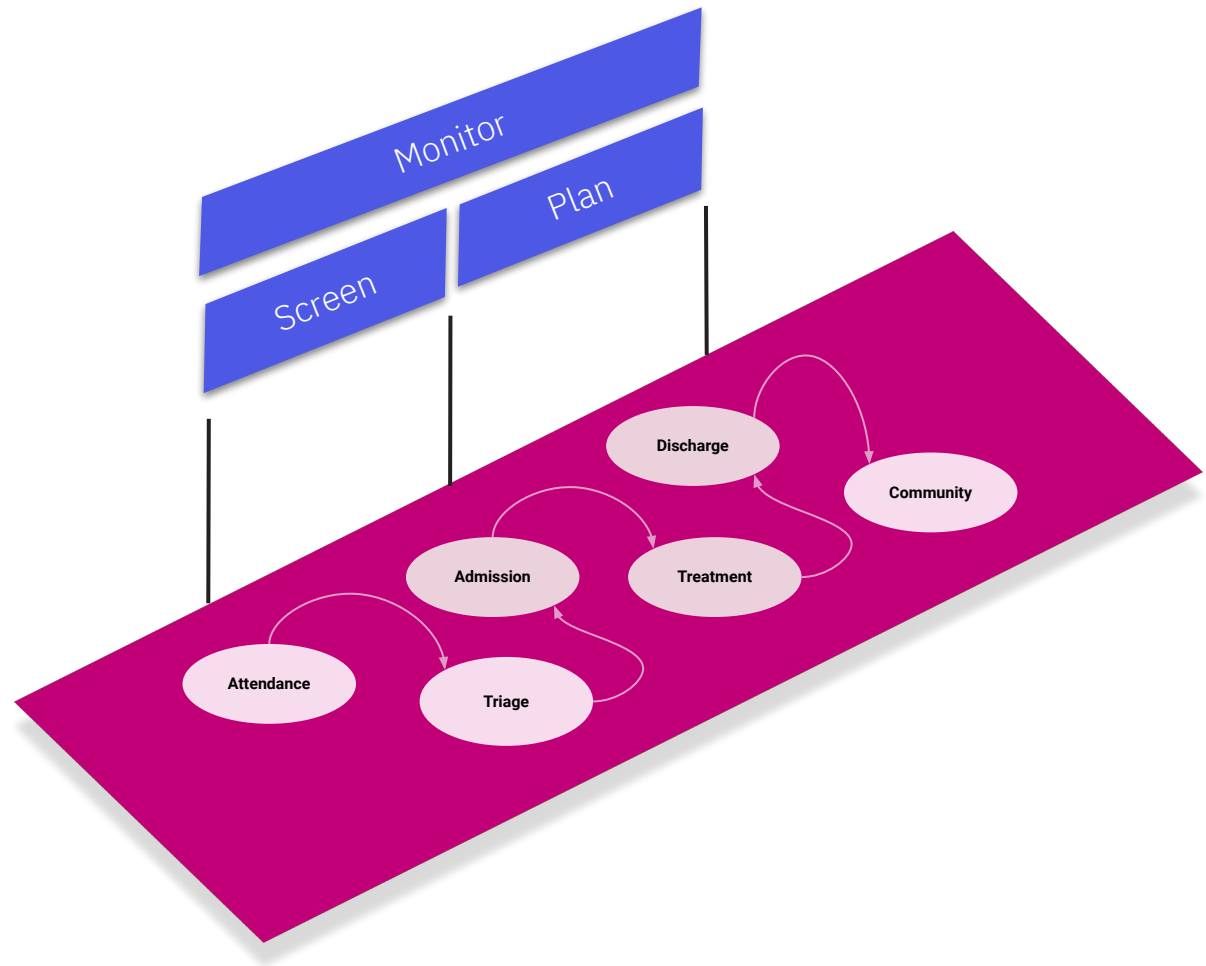 Monitor
Plan
Screen
Discharge
Community
Admission
Treatment
Attendance
Triage